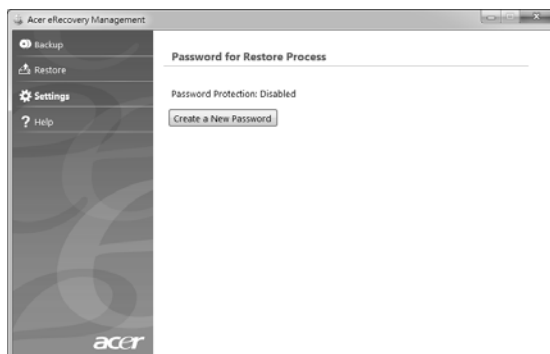 Acer eRecovery Management
Backup
Restore
Settings
? Help
Password for Restore Process
Password Protection: Disabled
Create a New Password
acer